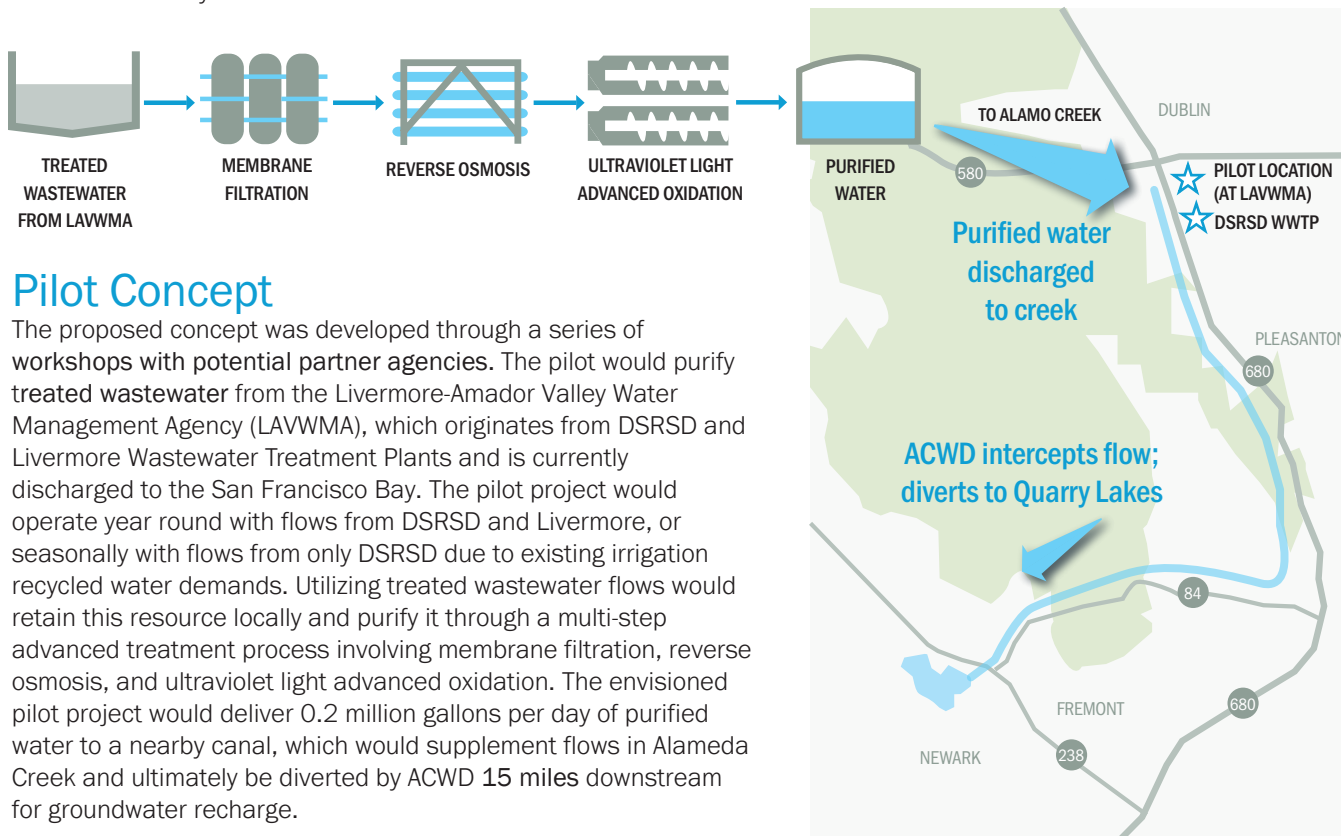 TREATED
WASTEWATER
FROM LAVWMA
MEMBRANE
FILTRATION
REVERSE OSMOSIS
ULTRAVIOLET LIGHT
ADVANCED OXIDATION
PURIFIED
WATER
Pilot Concept
The proposed concept was developed through a series of
workshops with potential partner agencies. The pilot would purify
treated wastewater from the Livermore-Amador Valley Water
Management Agency (LAVWMA), which originates from DSRSD and
Livermore Wastewater Treatment Plants and is currently
discharged to the San Francisco Bay. The pilot project would
operate year round with flows from DSRSD and Livermore, or
seasonally with flows from only DSRSD due to existing irrigation
recycled water demands. Utilizing treated wastewater flows would
retain this resource locally and purify it through a multi-step
advanced treatment process involving membrane filtration, reverse
osmosis, and ultraviolet light advanced oxidation. The envisioned
pilot project would deliver 0.2 million gallons per day of purified
water to a nearby canal, which would supplement flows in Alameda
Creek and ultimately be diverted by ACWD 15 miles downstream
for groundwater recharge.
TO ALAMO CREEK
DUBLIN
580
PILOT LOCATION
(AT LAVWMA)
DSRSD WWTP
Purified water
discharged
to creek
PLEASANTON
680
ACWD intercepts flow;
diverts to Quarry Lakes
84
FREMONT
680
NEWARK
238